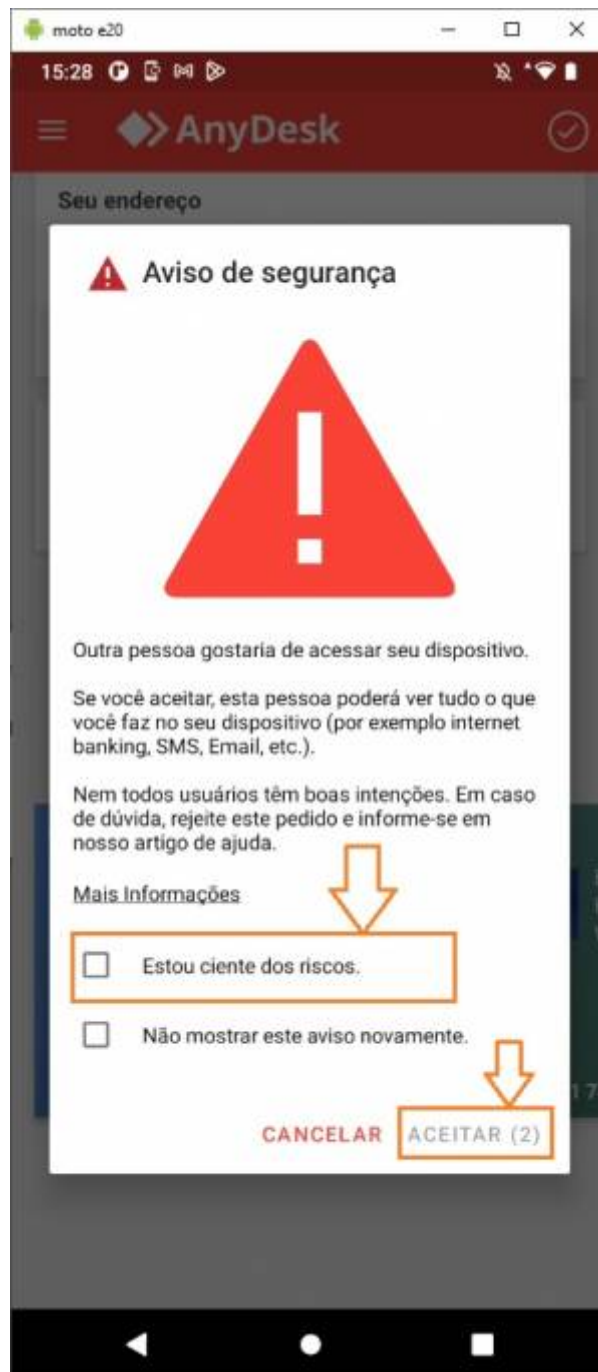 moto e20
15:28
AnyDesk
Seu endereço
Aviso de segurança
Outra pessoa gostaria de acessar seu dispositivo.
Se você aceitar, esta pessoa poderá ver tudo o que
você faz no seu dispositivo (por exemplo internet
banking, SMS, Email, etc.).
Nem todos usuários têm boas intenções. Em caso
de dúvida, rejeite este pedido e informe-se em
nosso artigo de ajuda.
Mais Informações
Estou ciente dos riscos.
Não mostrar este aviso novamente.
CANCELAR ACEITAR (2)